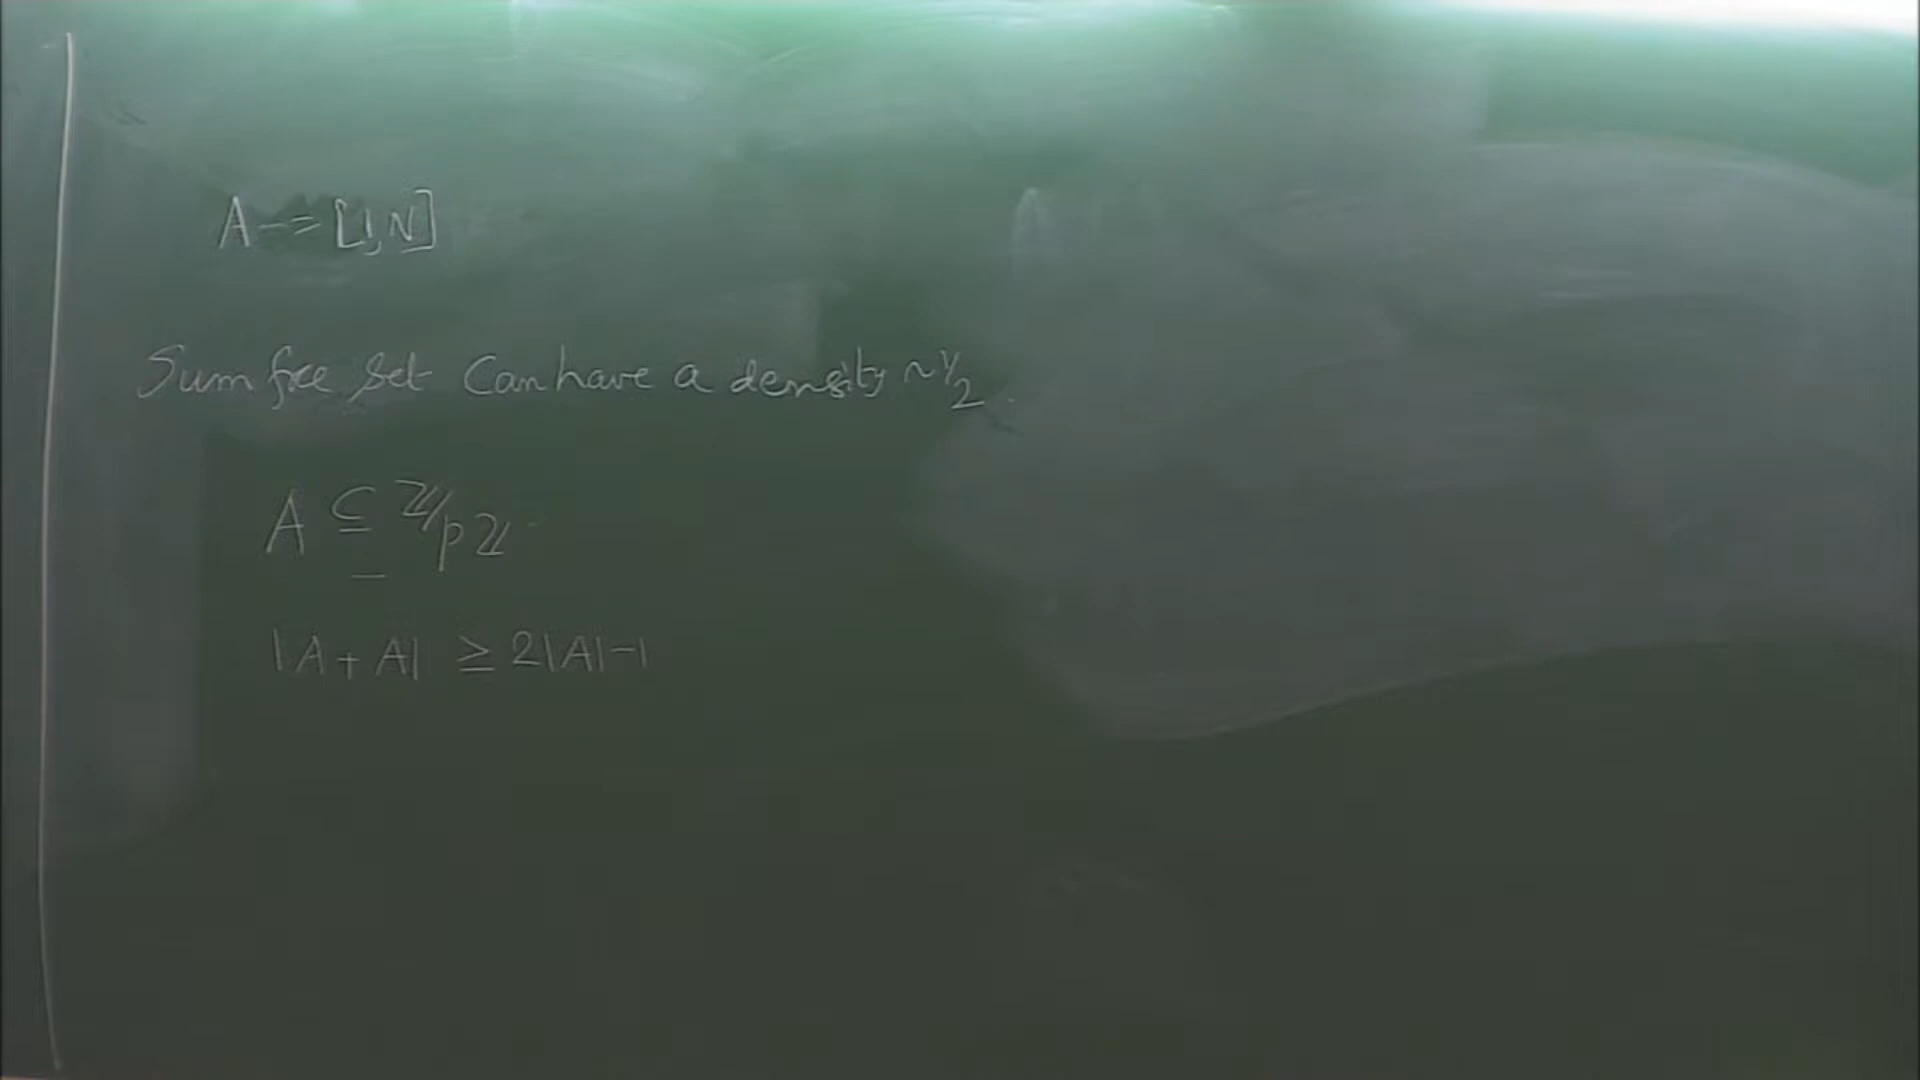 A → = [1, N]
Sum free set Can have a density ~ 1/2.
A ⊆ ℤ/pℤ
|A + A| ≥ 2|A| - 1